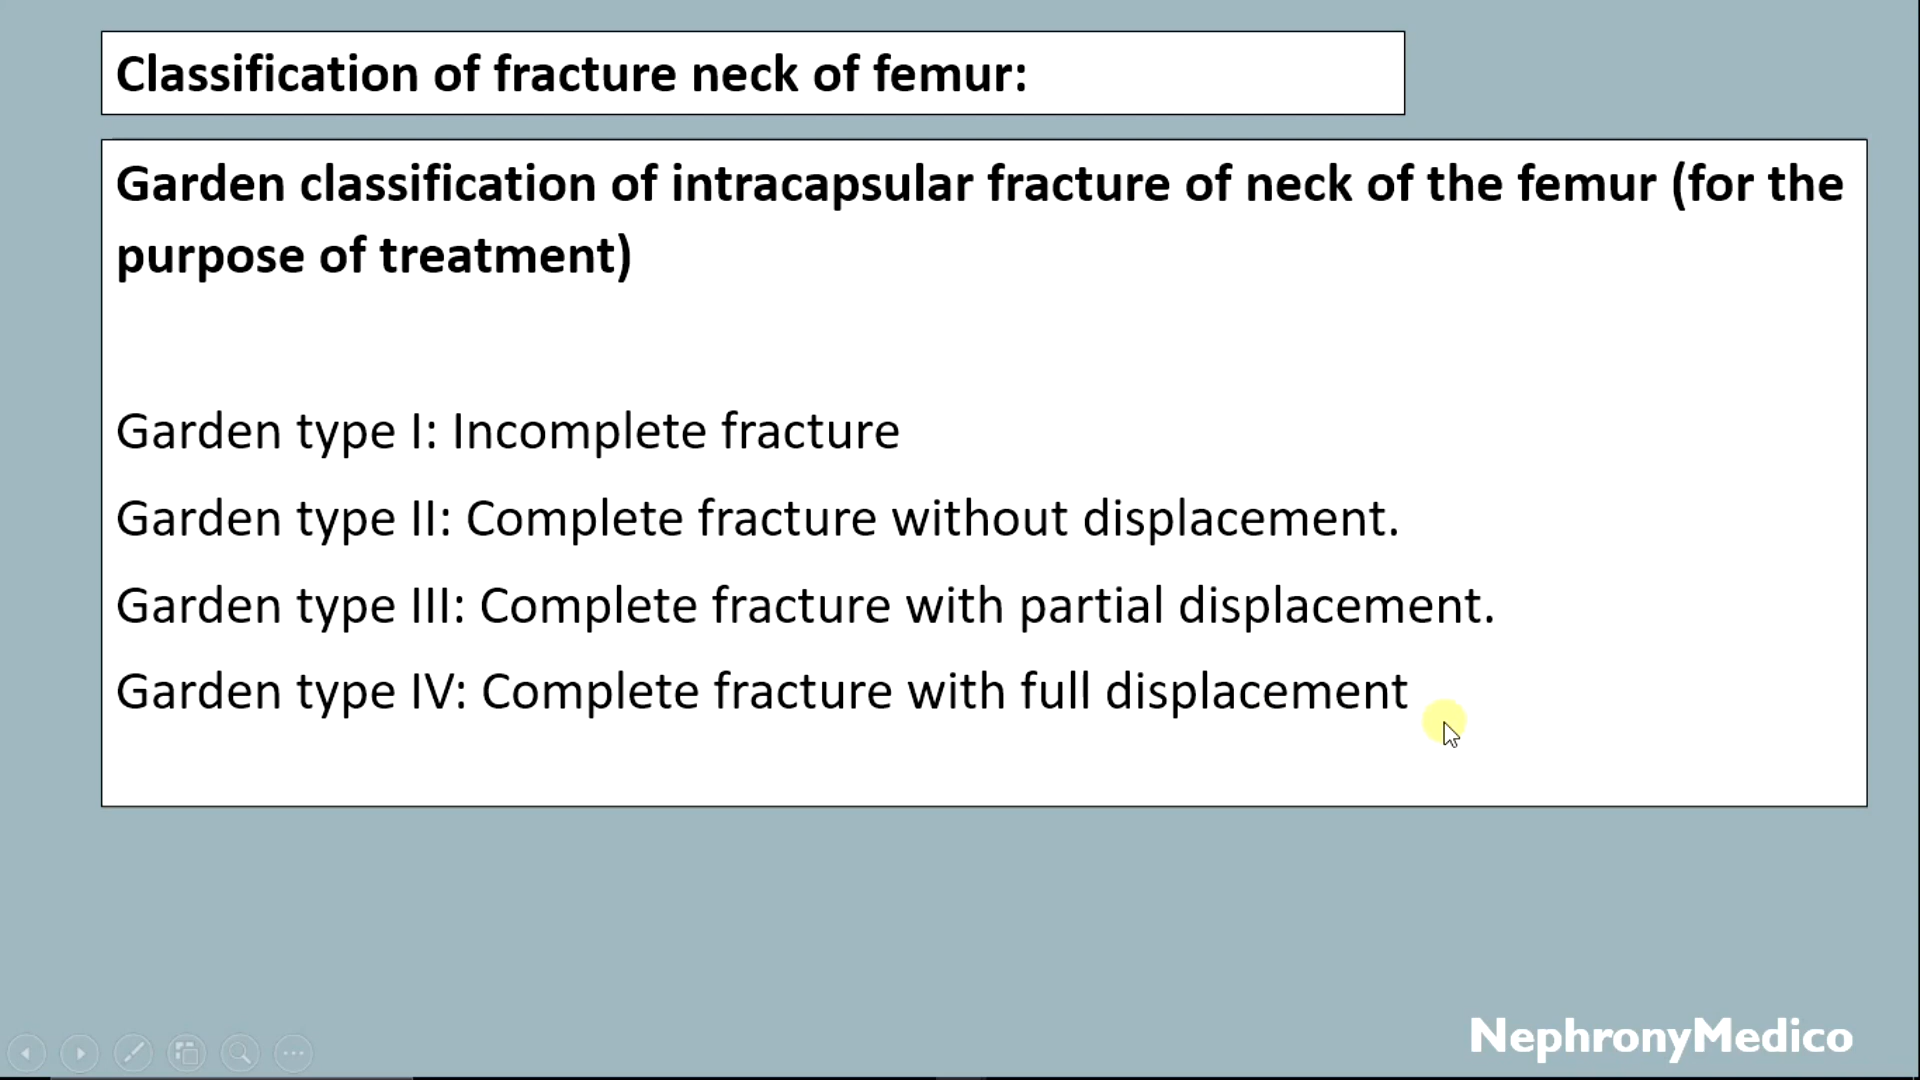 Classification of fracture neck of femur:
Garden classification of intracapsular fracture of neck of the femur (for the
purpose of treatment)
Garden type I: Incomplete fracture
Garden type II: Complete fracture without displacement.
Garden type III: Complete fracture with partial displacement.
Garden type IV: Complete fracture with full displacement
NephronyMedico